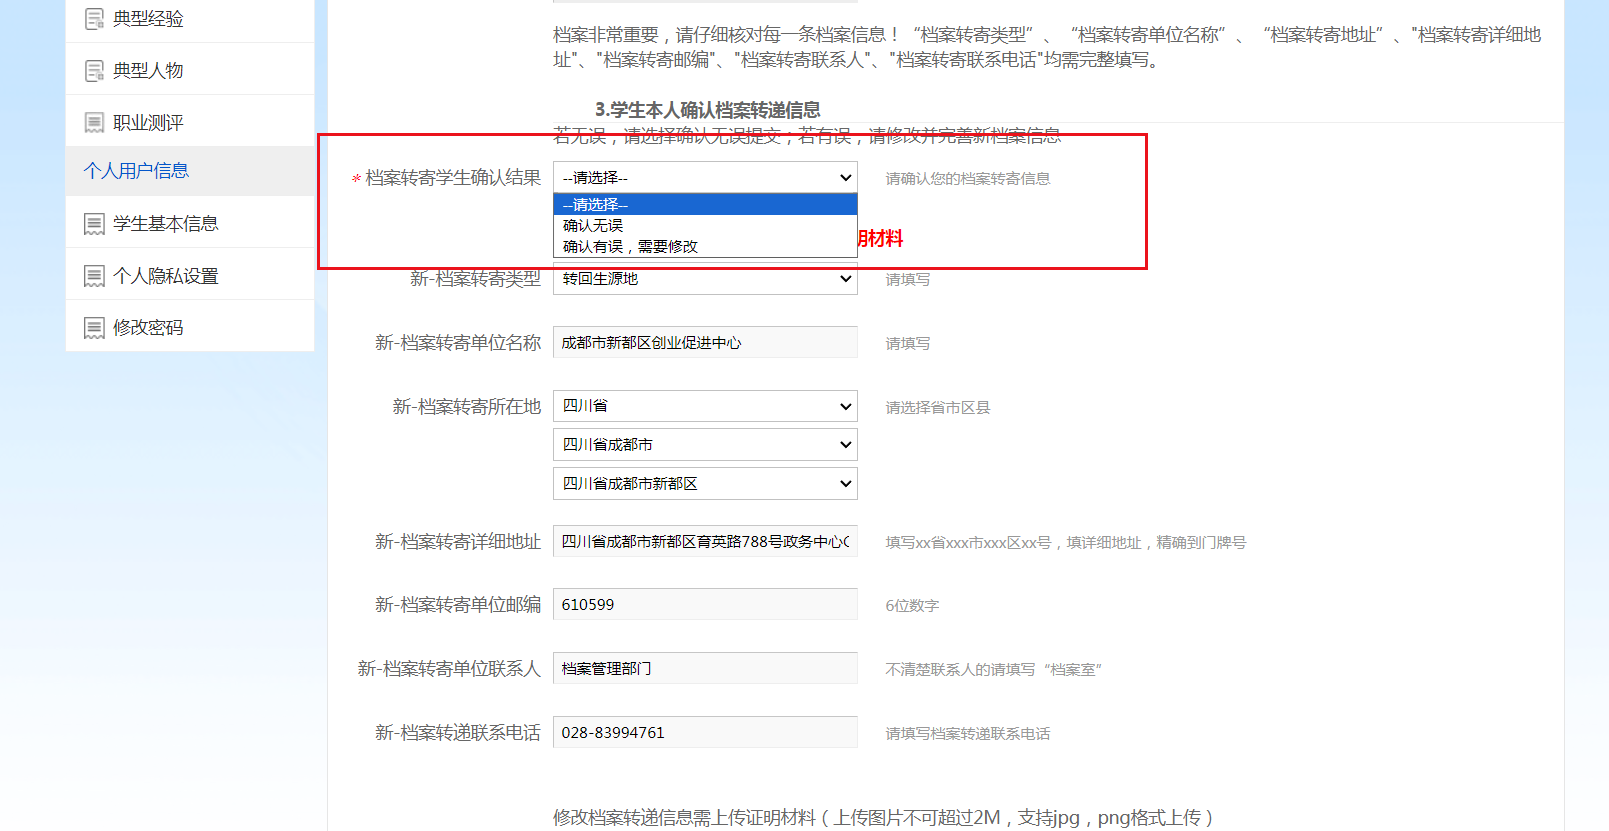 典型经验
典型人物
职业测评
个人用户信息
学生基本信息
个人隐私设置
修改密码
档案非常重要，请仔细核对每一条档案信息！“档案转寄类型”、“档案转寄单位名称”、“档案转寄地址”、"档案转寄详细地
址"、"档案转寄邮编"、"档案转寄联系人"、"档案转寄联系电话"均需完整填写。
3.学生本人确认档案转递信息
若无误，请选择确认无误提交；若有误，请修改并完善新档案信息
* 档案转寄学生确认结果 --请选择-- 请确认您的档案转寄信息
--请选择--
确认无误
确认有误，需要修改
明材料
新-档案转寄类型 转回生源地 请填写
新-档案转寄单位名称 成都市新都区创业促进中心 请填写
新-档案转寄所在地 四川省 请选择省市区县
四川省成都市
四川省成都市新都区
新-档案转寄详细地址 四川省成都市新都区育英路788号政务中心 填写xx省xxx市xxx区xx号，填详细地址，精确到门牌号
新-档案转寄单位邮编 610599 6位数字
新-档案转寄单位联系人 档案管理部门 不清楚联系人的请填写“档案室”
新-档案转递联系电话 028-83994761 请填写档案转递联系电话
修改档案转递信息需上传证明材料（上传图片不可超过2M，支持jpg，png格式上传）